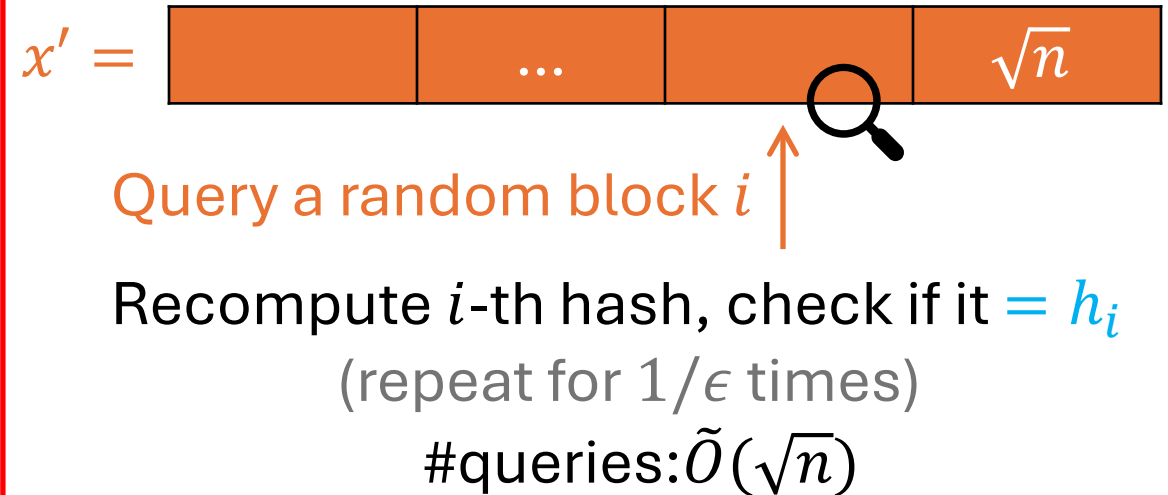 x′ = … √n
Query a random block i
Recompute i-th hash, check if it = hᵢ
(repeat for 1/ϵ times)
#queries:Õ(√n)